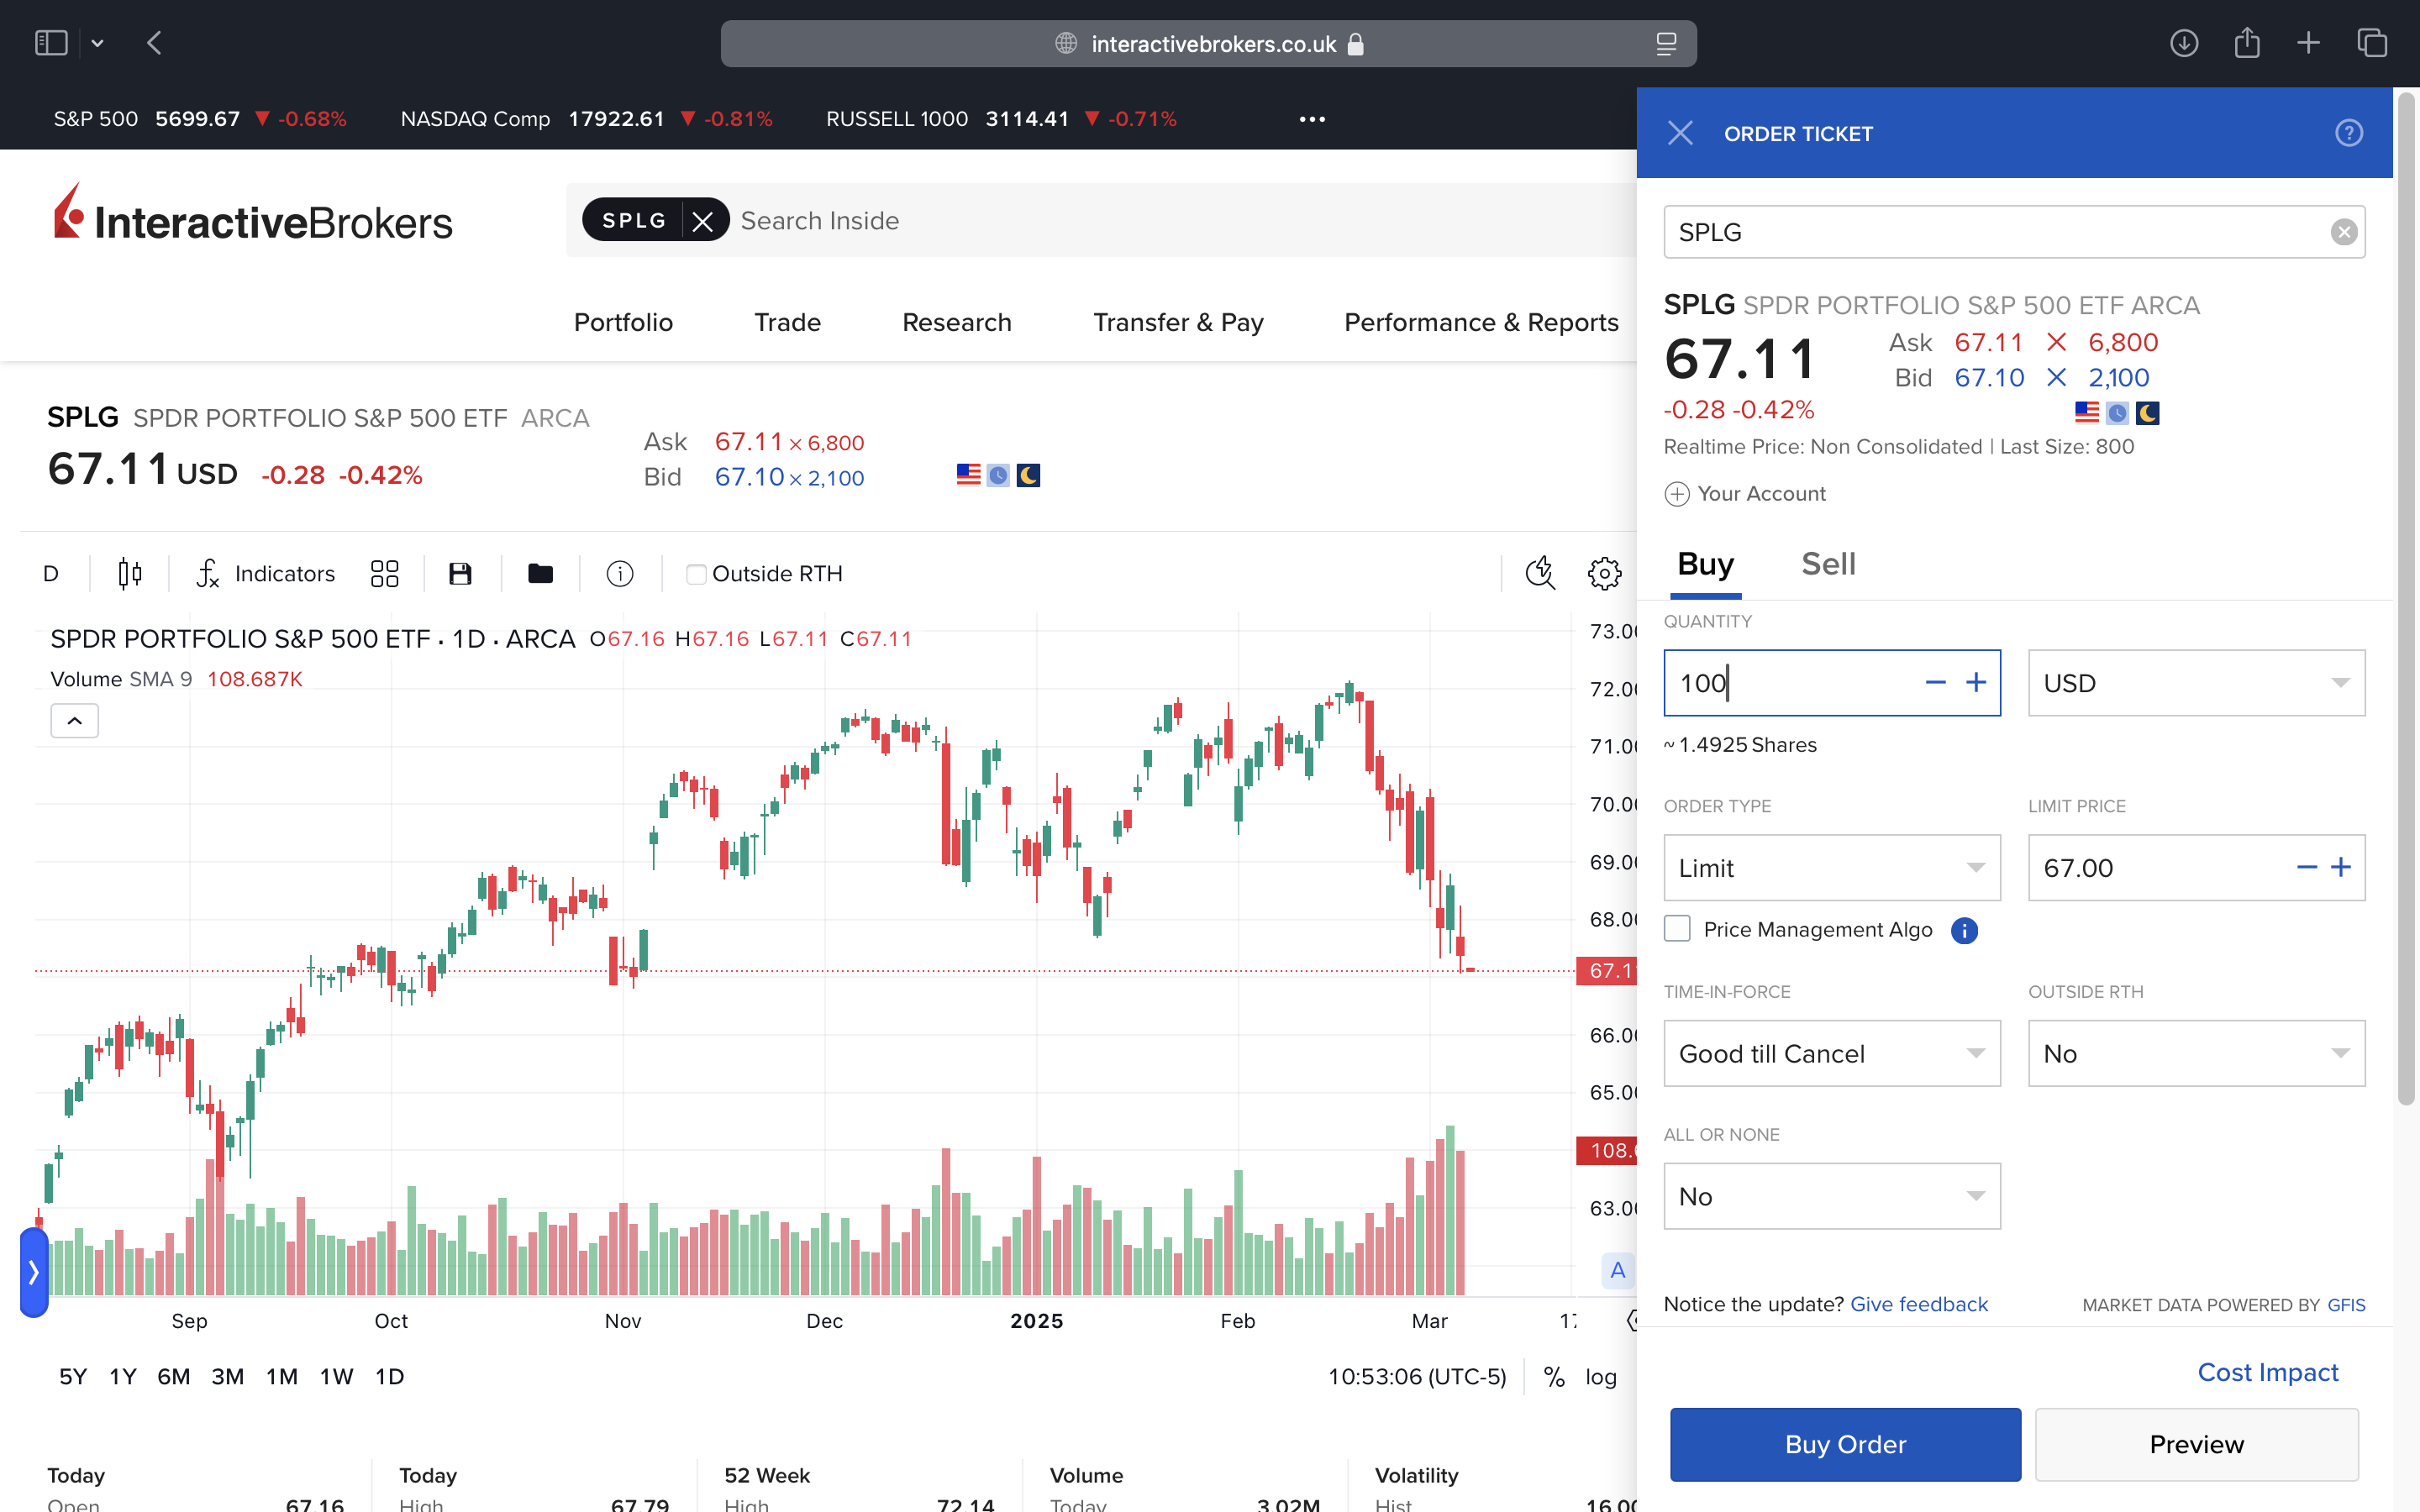 interactivebrokers.co.uk
S&P 500 5699.67 ▼ -0.68% NASDAQ Comp 17922.61 ▼ -0.81% RUSSELL 1000 3114.41 ▼ -0.71% •••
InteractiveBrokers
SPLG Search Inside
Portfolio Trade Research Transfer & Pay Performance & Reports
SPLG SPDR PORTFOLIO S&P 500 ETF ARCA
67.11 USD -0.28 -0.42%
Ask 67.11 × 6,800
Bid 67.10 × 2,100
D Indicators Outside RTH
SPDR PORTFOLIO S&P 500 ETF · 1D · ARCA O67.16 H67.16 L67.11 C67.11
Volume SMA 9 108.687K
73.0
72.0
71.0
70.0
69.0
68.0
67.1
66.0
65.0
108.
63.0
A
Sep Oct Nov Dec 2025 Feb Mar 17
5Y 1Y 6M 3M 1M 1W 1D
10:53:06 (UTC-5) % log
Today Today 52 Week Volume Volatility
Open 67.16 High 67.79 High 72.14 Today 3.02M Hist. 16.00
ORDER TICKET
SPLG
SPLG SPDR PORTFOLIO S&P 500 ETF ARCA
67.11
Ask 67.11 × 6,800
Bid 67.10 × 2,100
-0.28 -0.42%
Realtime Price: Non Consolidated | Last Size: 800
Your Account
Buy Sell
QUANTITY
100 − + USD
~ 1.4925 Shares
ORDER TYPE LIMIT PRICE
Limit 67.00 − +
Price Management Algo
TIME-IN-FORCE OUTSIDE RTH
Good till Cancel No
ALL OR NONE
No
Notice the update? Give feedback MARKET DATA POWERED BY GFIS
Cost Impact
Buy Order Preview